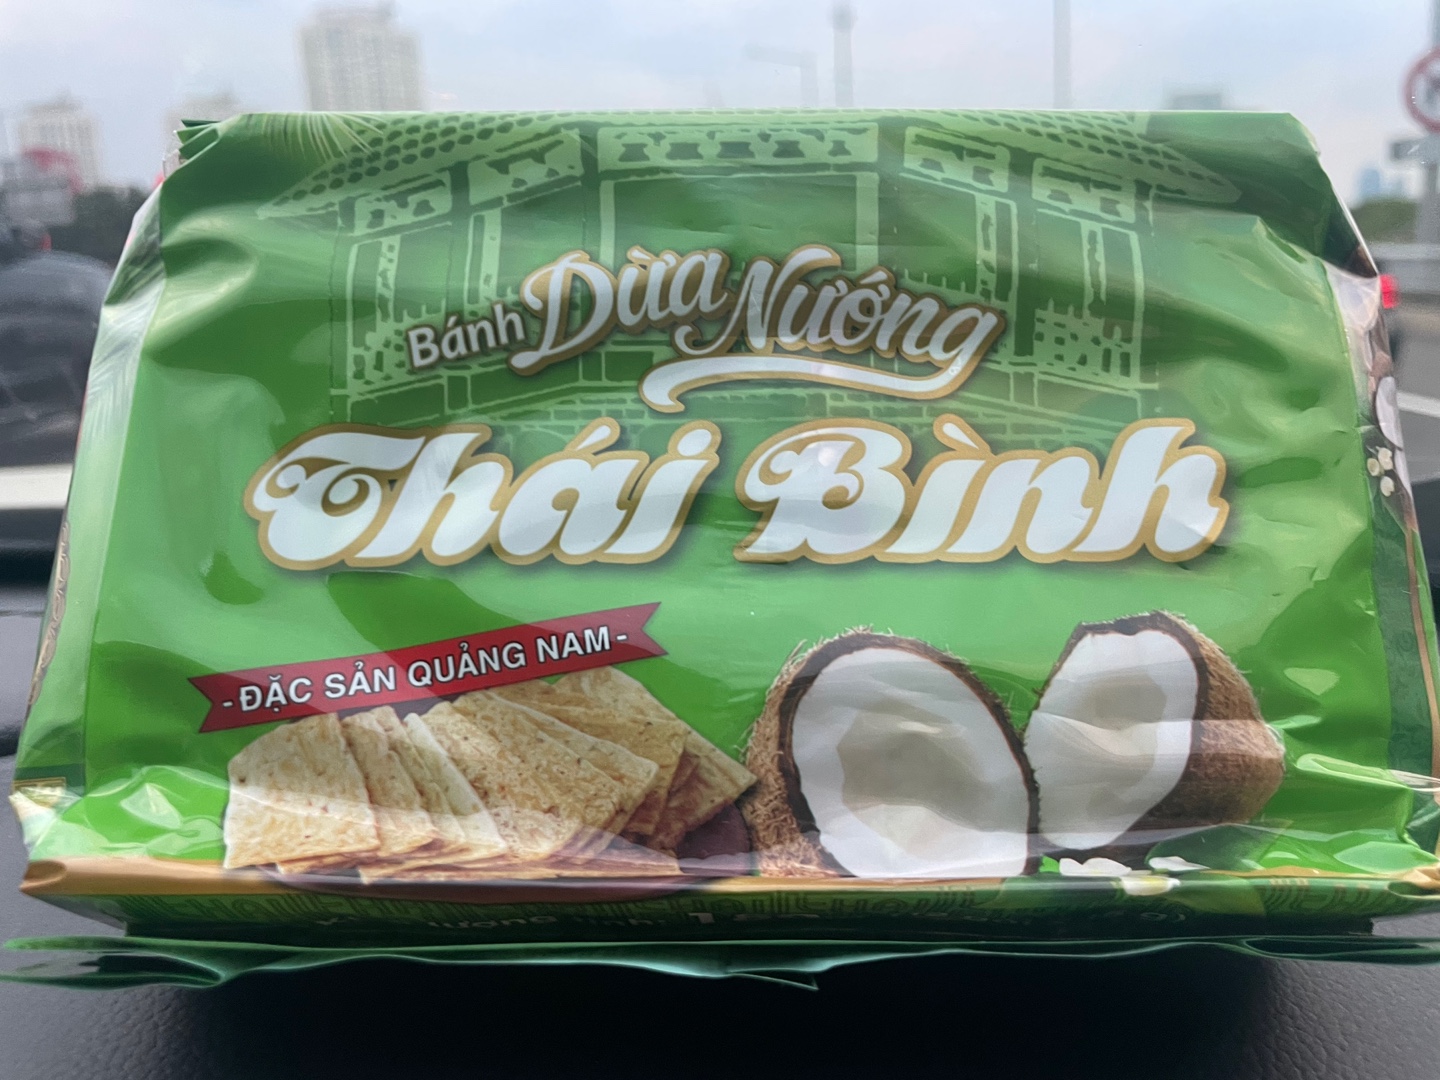 Bánh Dừa Nướng
Thái Bình
-ĐẶC SẢN QUẢNG NAM-